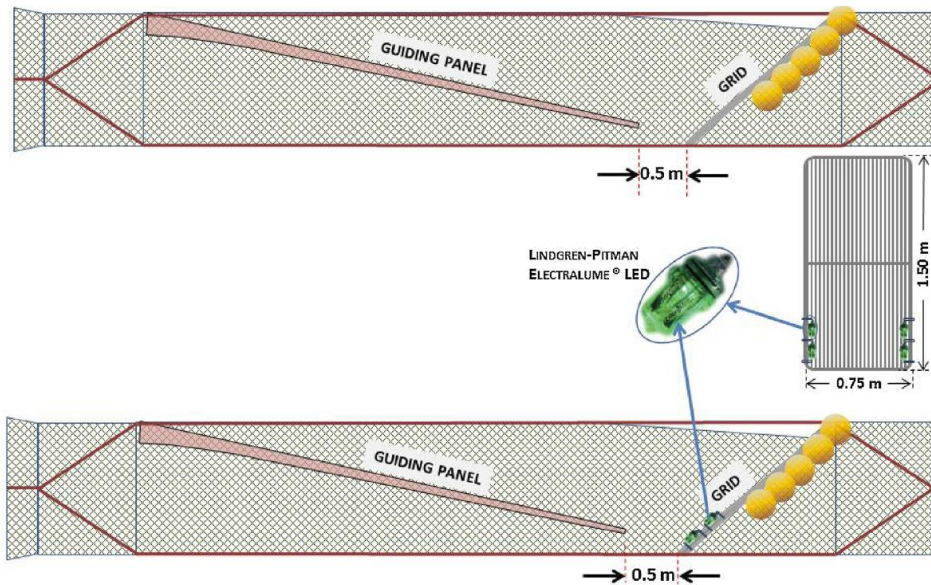 GUIDING PANEL
GRID
0.5 m
LINDGREN-PITMAN
ELECTRALUME® LED
1.50 m
0.75 m
GUIDING PANEL
GRID
0.5 m